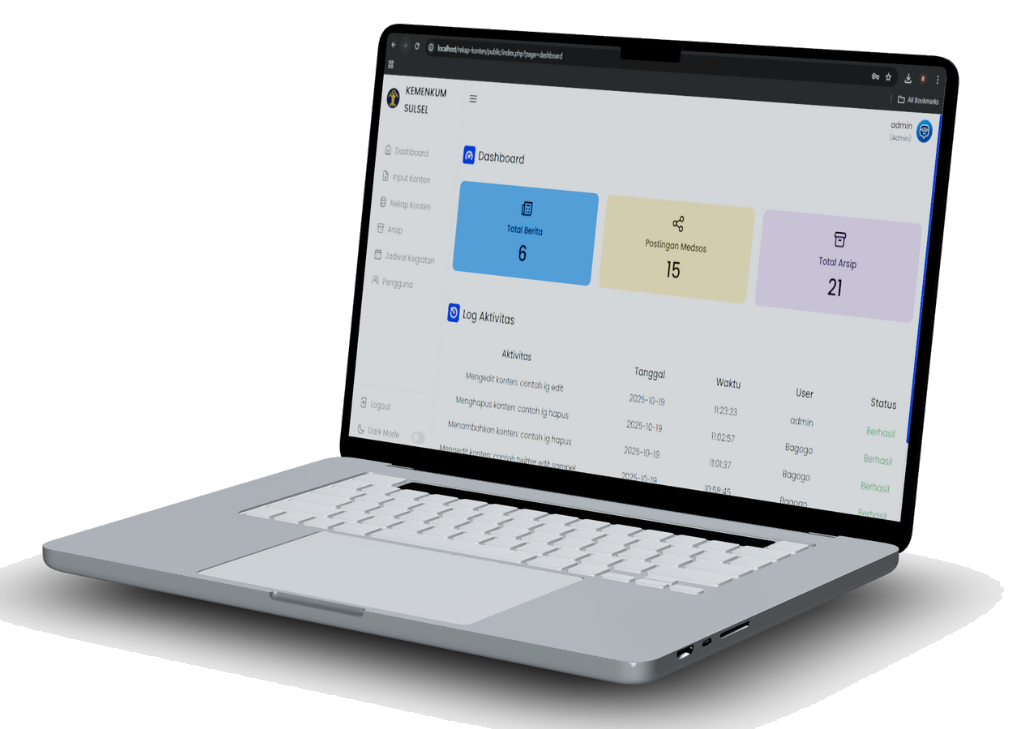 localhost/rekap-konten/public/index.php?page=dashboard
All Bookmarks
KEMENKUM
SULSEL
admin
(Admin)
Dashboard
Input Konten
Rekap Konten
Arsip
Jadwal Kegiatan
Pengguna
Logout
Dark Mode
Dashboard
Total Berita
6
Postingan Medsos
15
Total Arsip
21
Log Aktivitas
Aktivitas Tanggal Waktu User Status
Mengedit konten: contoh ig edit 2025-10-19 11:23:33 admin Berhasil
Menghapus konten: contoh ig hapus 2025-10-19 11:02:57 Bagogo Berhasil
Menambahkan konten: contoh ig hapus 2025-10-19 11:01:37 Bagogo Berhasil
Mengedit konten: contoh twitter edit sampel 2025-10-19 10:58:45 Bagogo Berhasil